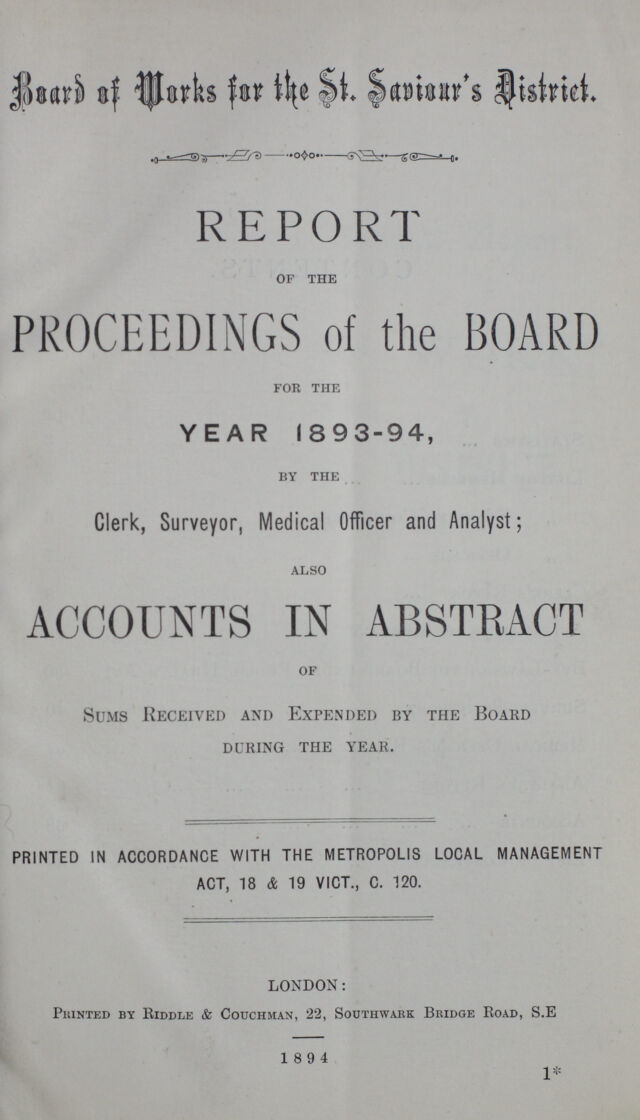 Board of Works for the St. Saviour's District.
REPORT
OF THE
PROCEEDINGS of the BOARD
FOR THE
YEAR 1893-94,
BY THE
Clerk, Surveyor, Medical Officer and Analyst;
ALSO
ACCOUNTS IN ABSTRACT
OF
SUMS RECEIVED AND EXPENDED BY THE BOARD
DURING THE YEAR.
PRINTED IN ACCORDANCE WITH THE METROPOLIS LOCAL MANAGEMENT
ACT, 18 & 19 VICT., C. 120.
LONDON:
PRINTED BY RIDDLE & COUCHMAN, 22, SOUTHWARK BRIDGE ROAD, S.E
1894
1*